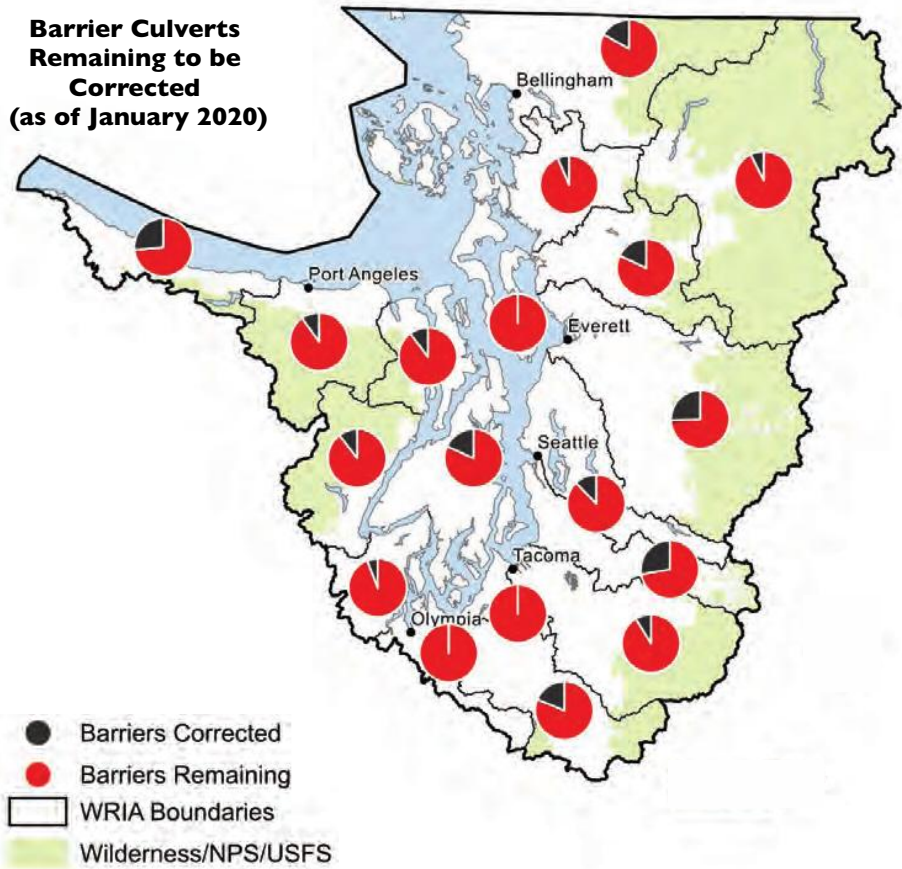 Barrier Culverts
Remaining to be
Corrected
(as of January 2020)
Bellingham
Port Angeles
Everett
Seattle
Tacoma
Olympia
Barriers Corrected
Barriers Remaining
WRIA Boundaries
Wilderness/NPS/USFS